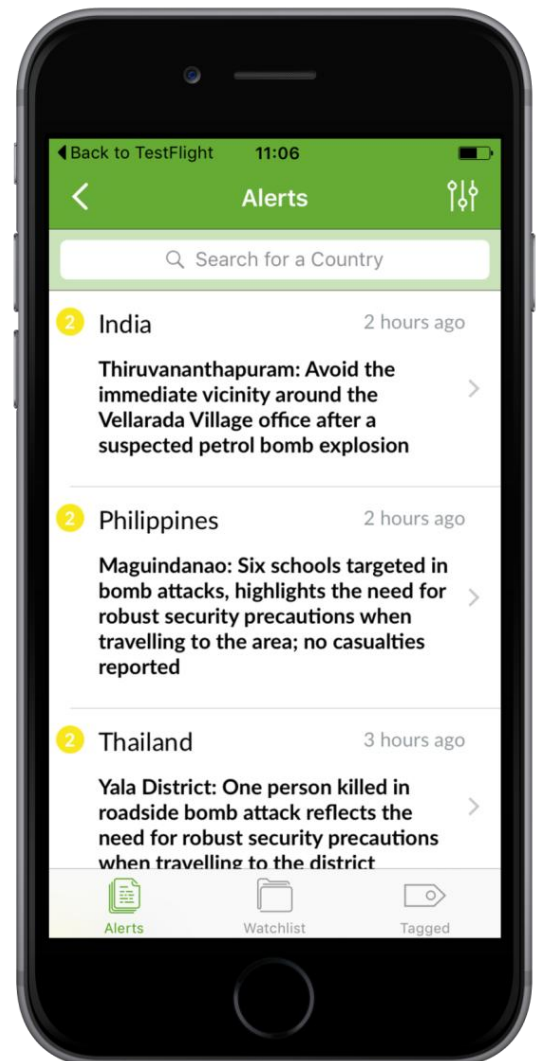 Back to TestFlight 11:06
Alerts
Search for a Country
2 India 2 hours ago
Thiruvananthapuram: Avoid the
immediate vicinity around the
Vellarada Village office after a
suspected petrol bomb explosion
2 Philippines 2 hours ago
Maguindanao: Six schools targeted in
bomb attacks, highlights the need for
robust security precautions when
travelling to the area; no casualties
reported
2 Thailand 3 hours ago
Yala District: One person killed in
roadside bomb attack reflects the
need for robust security precautions
when travelling to the district
Alerts Watchlist Tagged